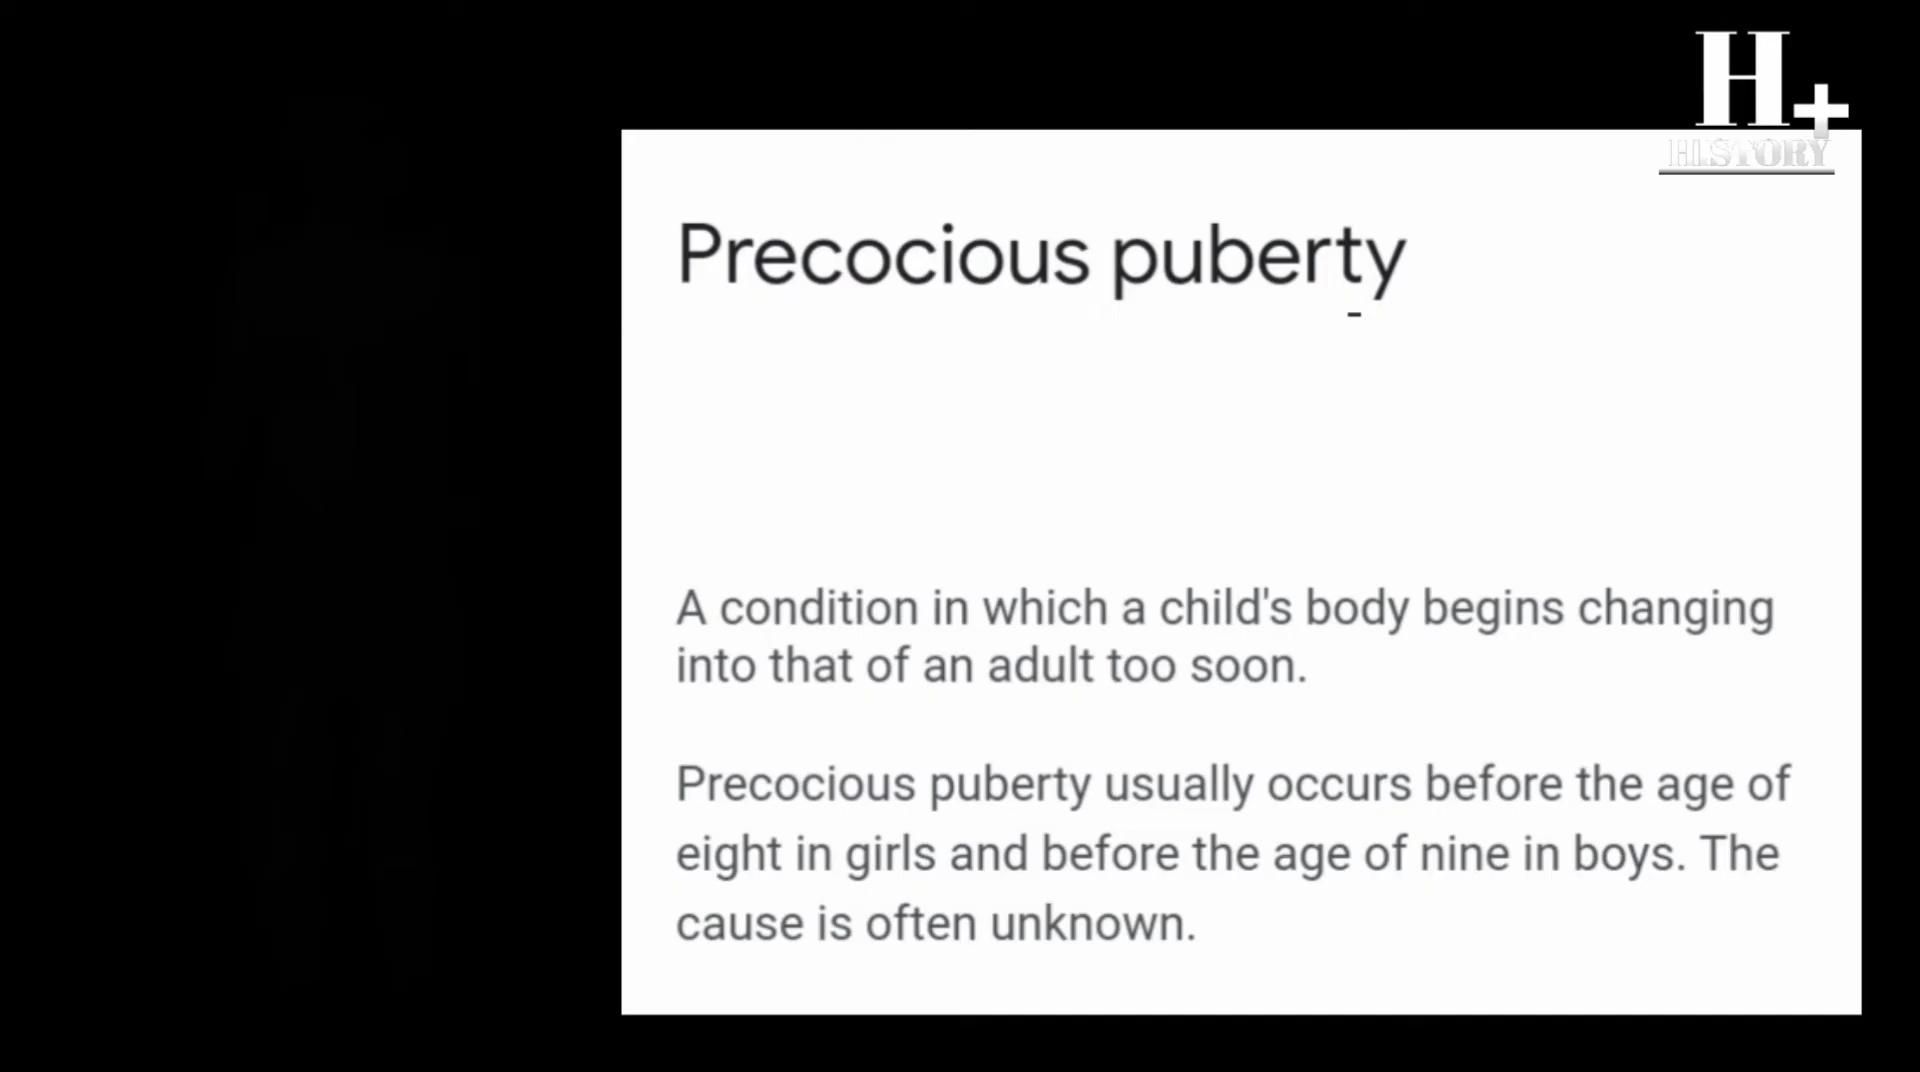 H+
HISTORY
Precocious puberty
A condition in which a child's body begins changing
into that of an adult too soon.
Precocious puberty usually occurs before the age of
eight in girls and before the age of nine in boys. The
cause is often unknown.